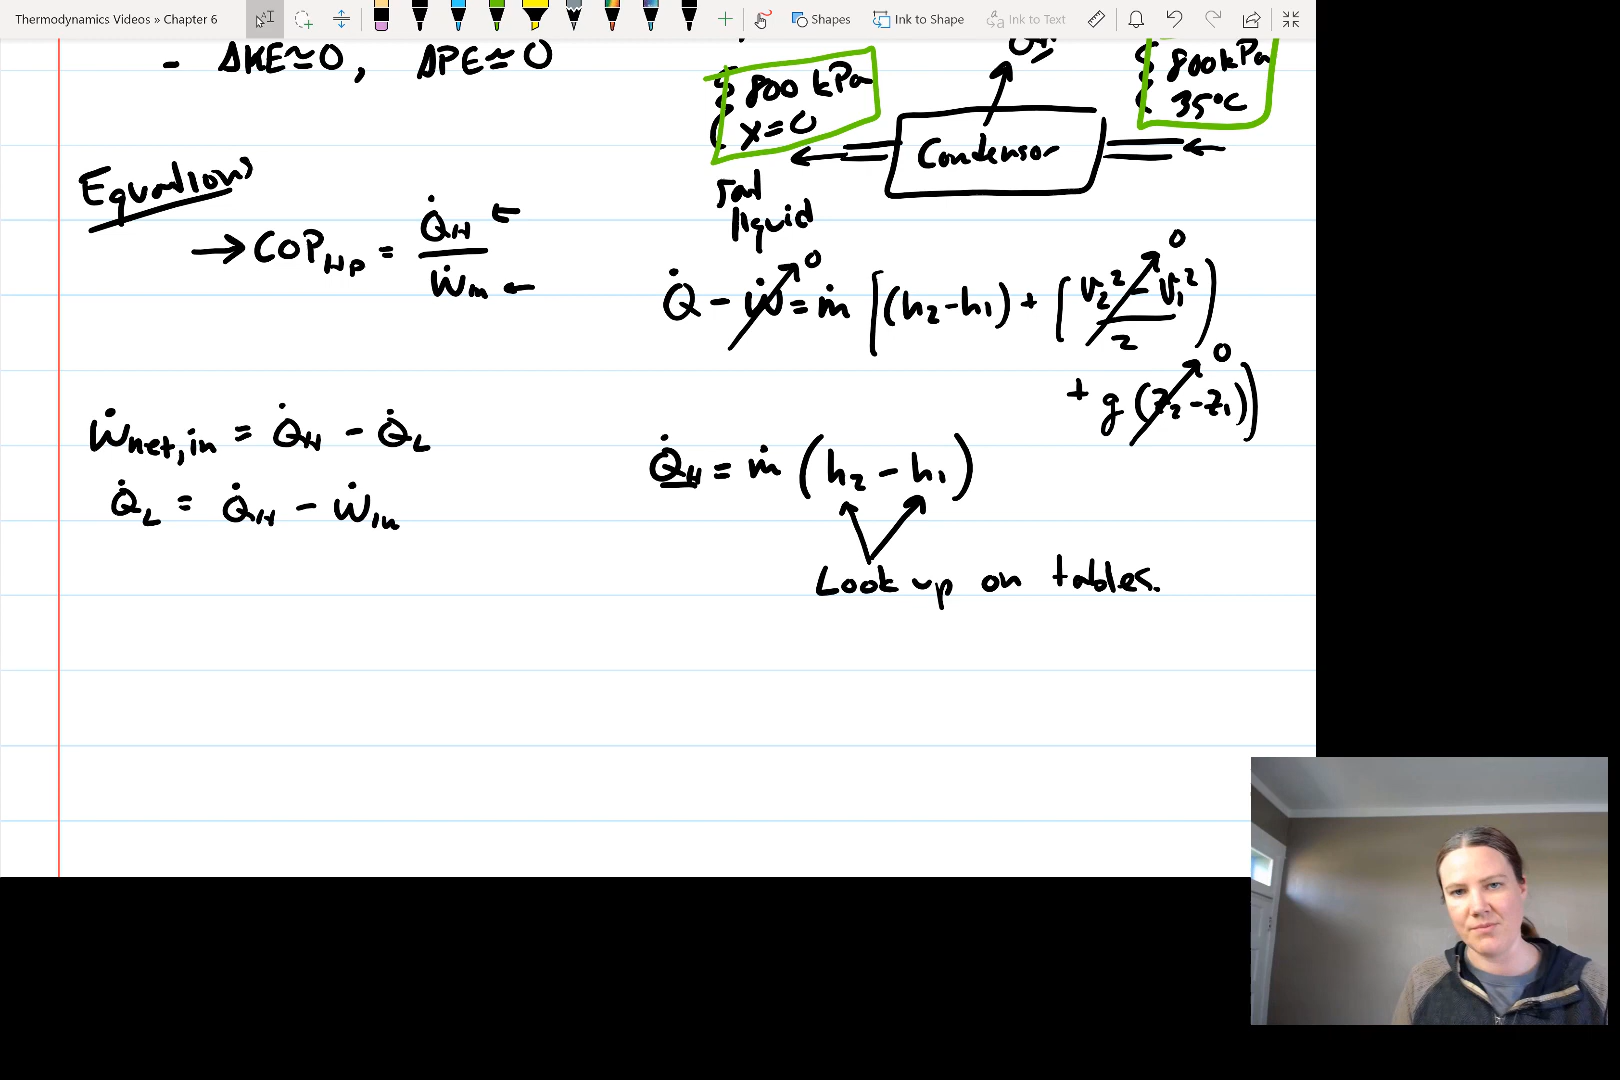 Thermodynamics Videos » Chapter 6
Shapes
Ink to Shape
Ink to Text
- ΔKE≃0, ΔPE≃0
800 kPa
x=0
800kPa
35°C
Condensor
sat
liquid
Equations
→ COP_HP = Q̇_H / Ẇ_in
Q̇ - Ẇ = ṁ [(h₂-h₁) + (V₂² - V₁² / 2)
0
0
+ g (z₂-z₁)]
0
Ẇ_net,in = Q̇_H - Q̇_L
Q̇_L = Q̇_H - Ẇ_in
Q̇_H = ṁ (h₂ - h₁)
Look up on tables.